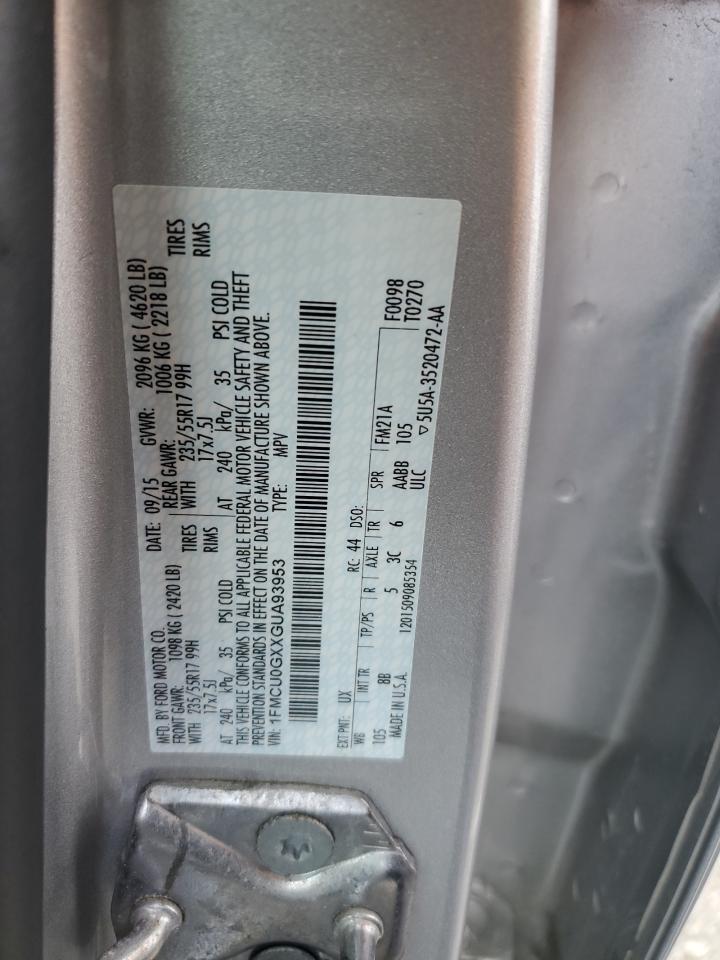 MFD. BY FORD MOTOR CO.
DATE: 09/15 GVWR: 2096 KG ( 4620 LB)
FRONT GAWR: 1098 KG ( 2420 LB) REAR GAWR: 1006 KG ( 2218 LB)
WITH 235/55R17 99H TIRES WITH 235/55R17 99H TIRES
17x7.5J RIMS 17x7.5J RIMS
AT 240 kPa/ 35 PSI COLD AT 240 kPa/ 35 PSI COLD
THIS VEHICLE CONFORMS TO ALL APPLICABLE FEDERAL MOTOR VEHICLE SAFETY AND THEFT
PREVENTION STANDARDS IN EFFECT ON THE DATE OF MANUFACTURE SHOWN ABOVE.
VIN: 1FMCU0GXXGUA93953 TYPE: MPV
EXT PNT: UX RC: 44 DSO: F0098
WB INT TR TP/PS R AXLE TR SPR FM21A T0270
105 8B 5 3C 6 AABB 105
MADE IN U.S.A. 1201509085354 ULC ▽5U5A-3520472-AA